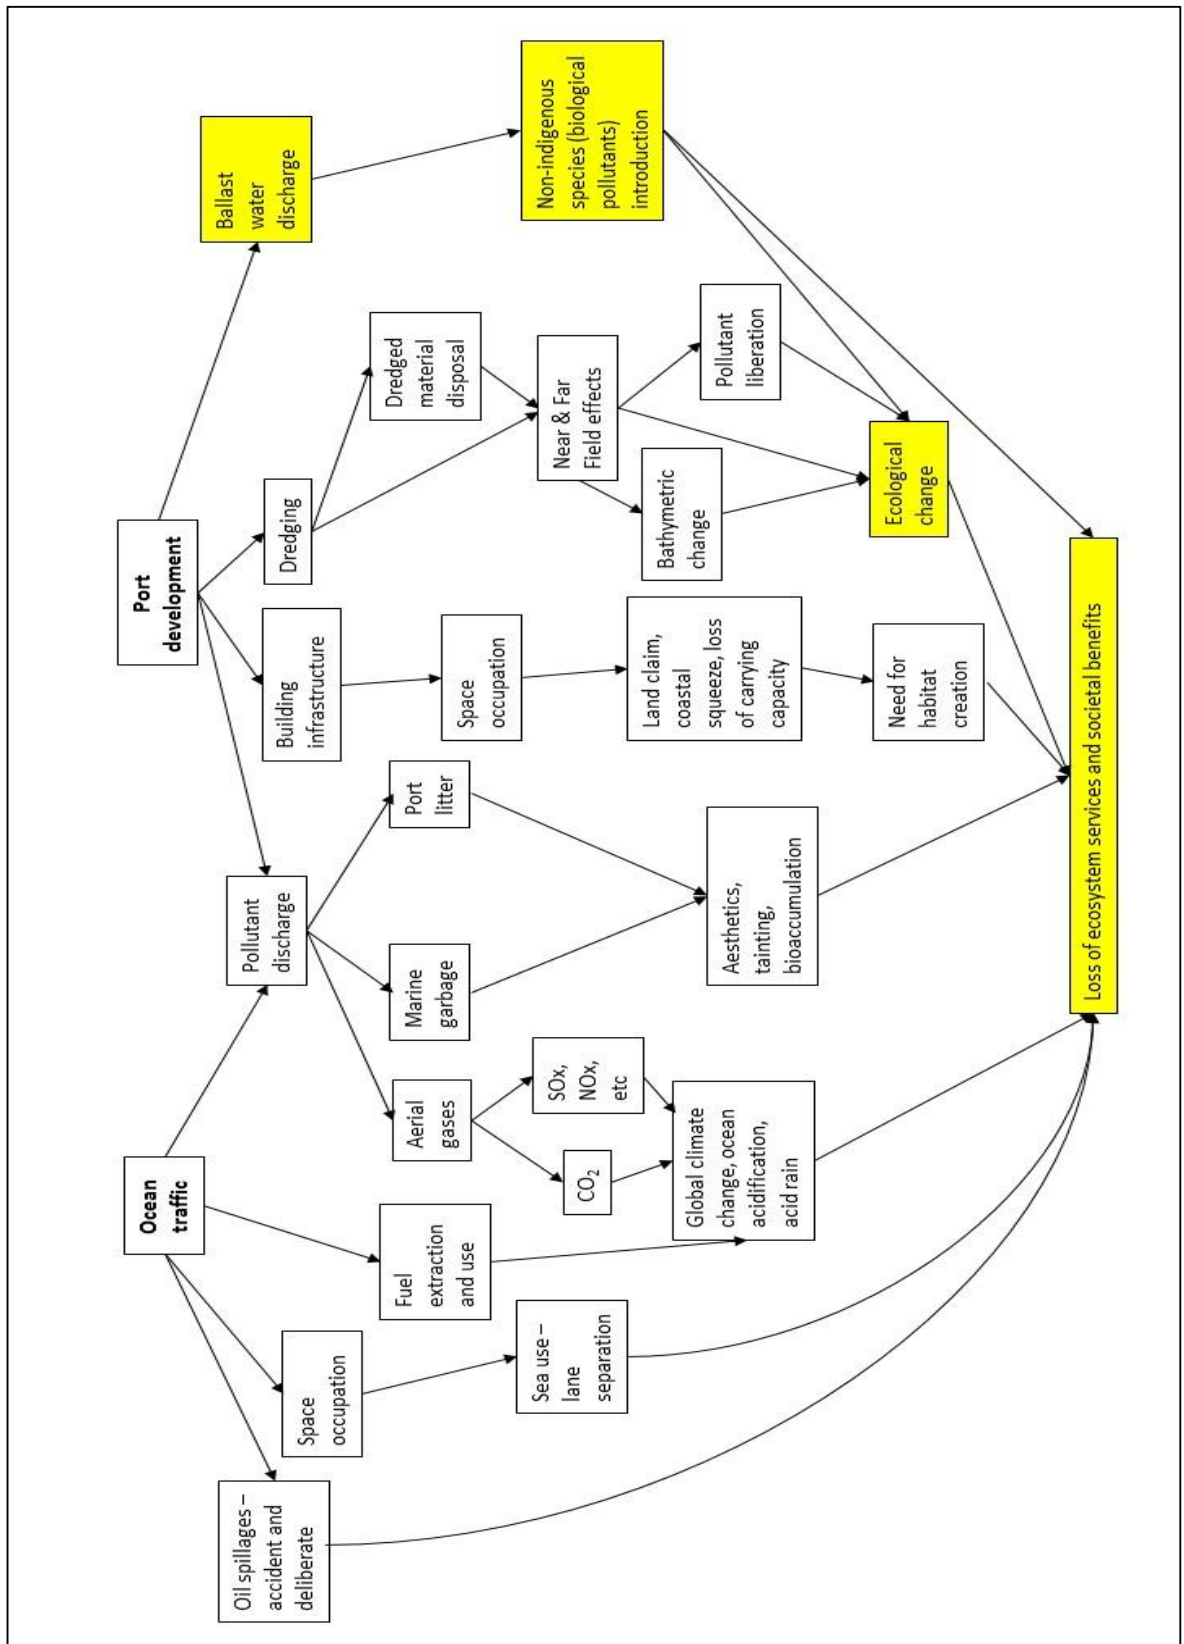 Ocean
traffic
Port
development
Oil spillages –
accident and
deliberate
Space
occupation
Fuel
extraction
and use
Pollutant
discharge
Building
infrastructure
Dredging
Ballast
water
discharge
Aerial
gases
Marine
garbage
Port
litter
Space
occupation
Dredged
material
disposal
Sea use –
lane
separation
CO₂
SOx,
NOx,
etc
Near & Far
Field effects
Non-indigenous
species (biological
pollutants)
introduction
Global climate
change, ocean
acidification,
acid rain
Aesthetics,
tainting,
bioaccumulation
Land claim,
coastal
squeeze, loss
of carrying
capacity
Bathymetric
change
Pollutant
liberation
Need for
habitat
creation
Ecological
change
Loss of ecosystem services and societal benefits